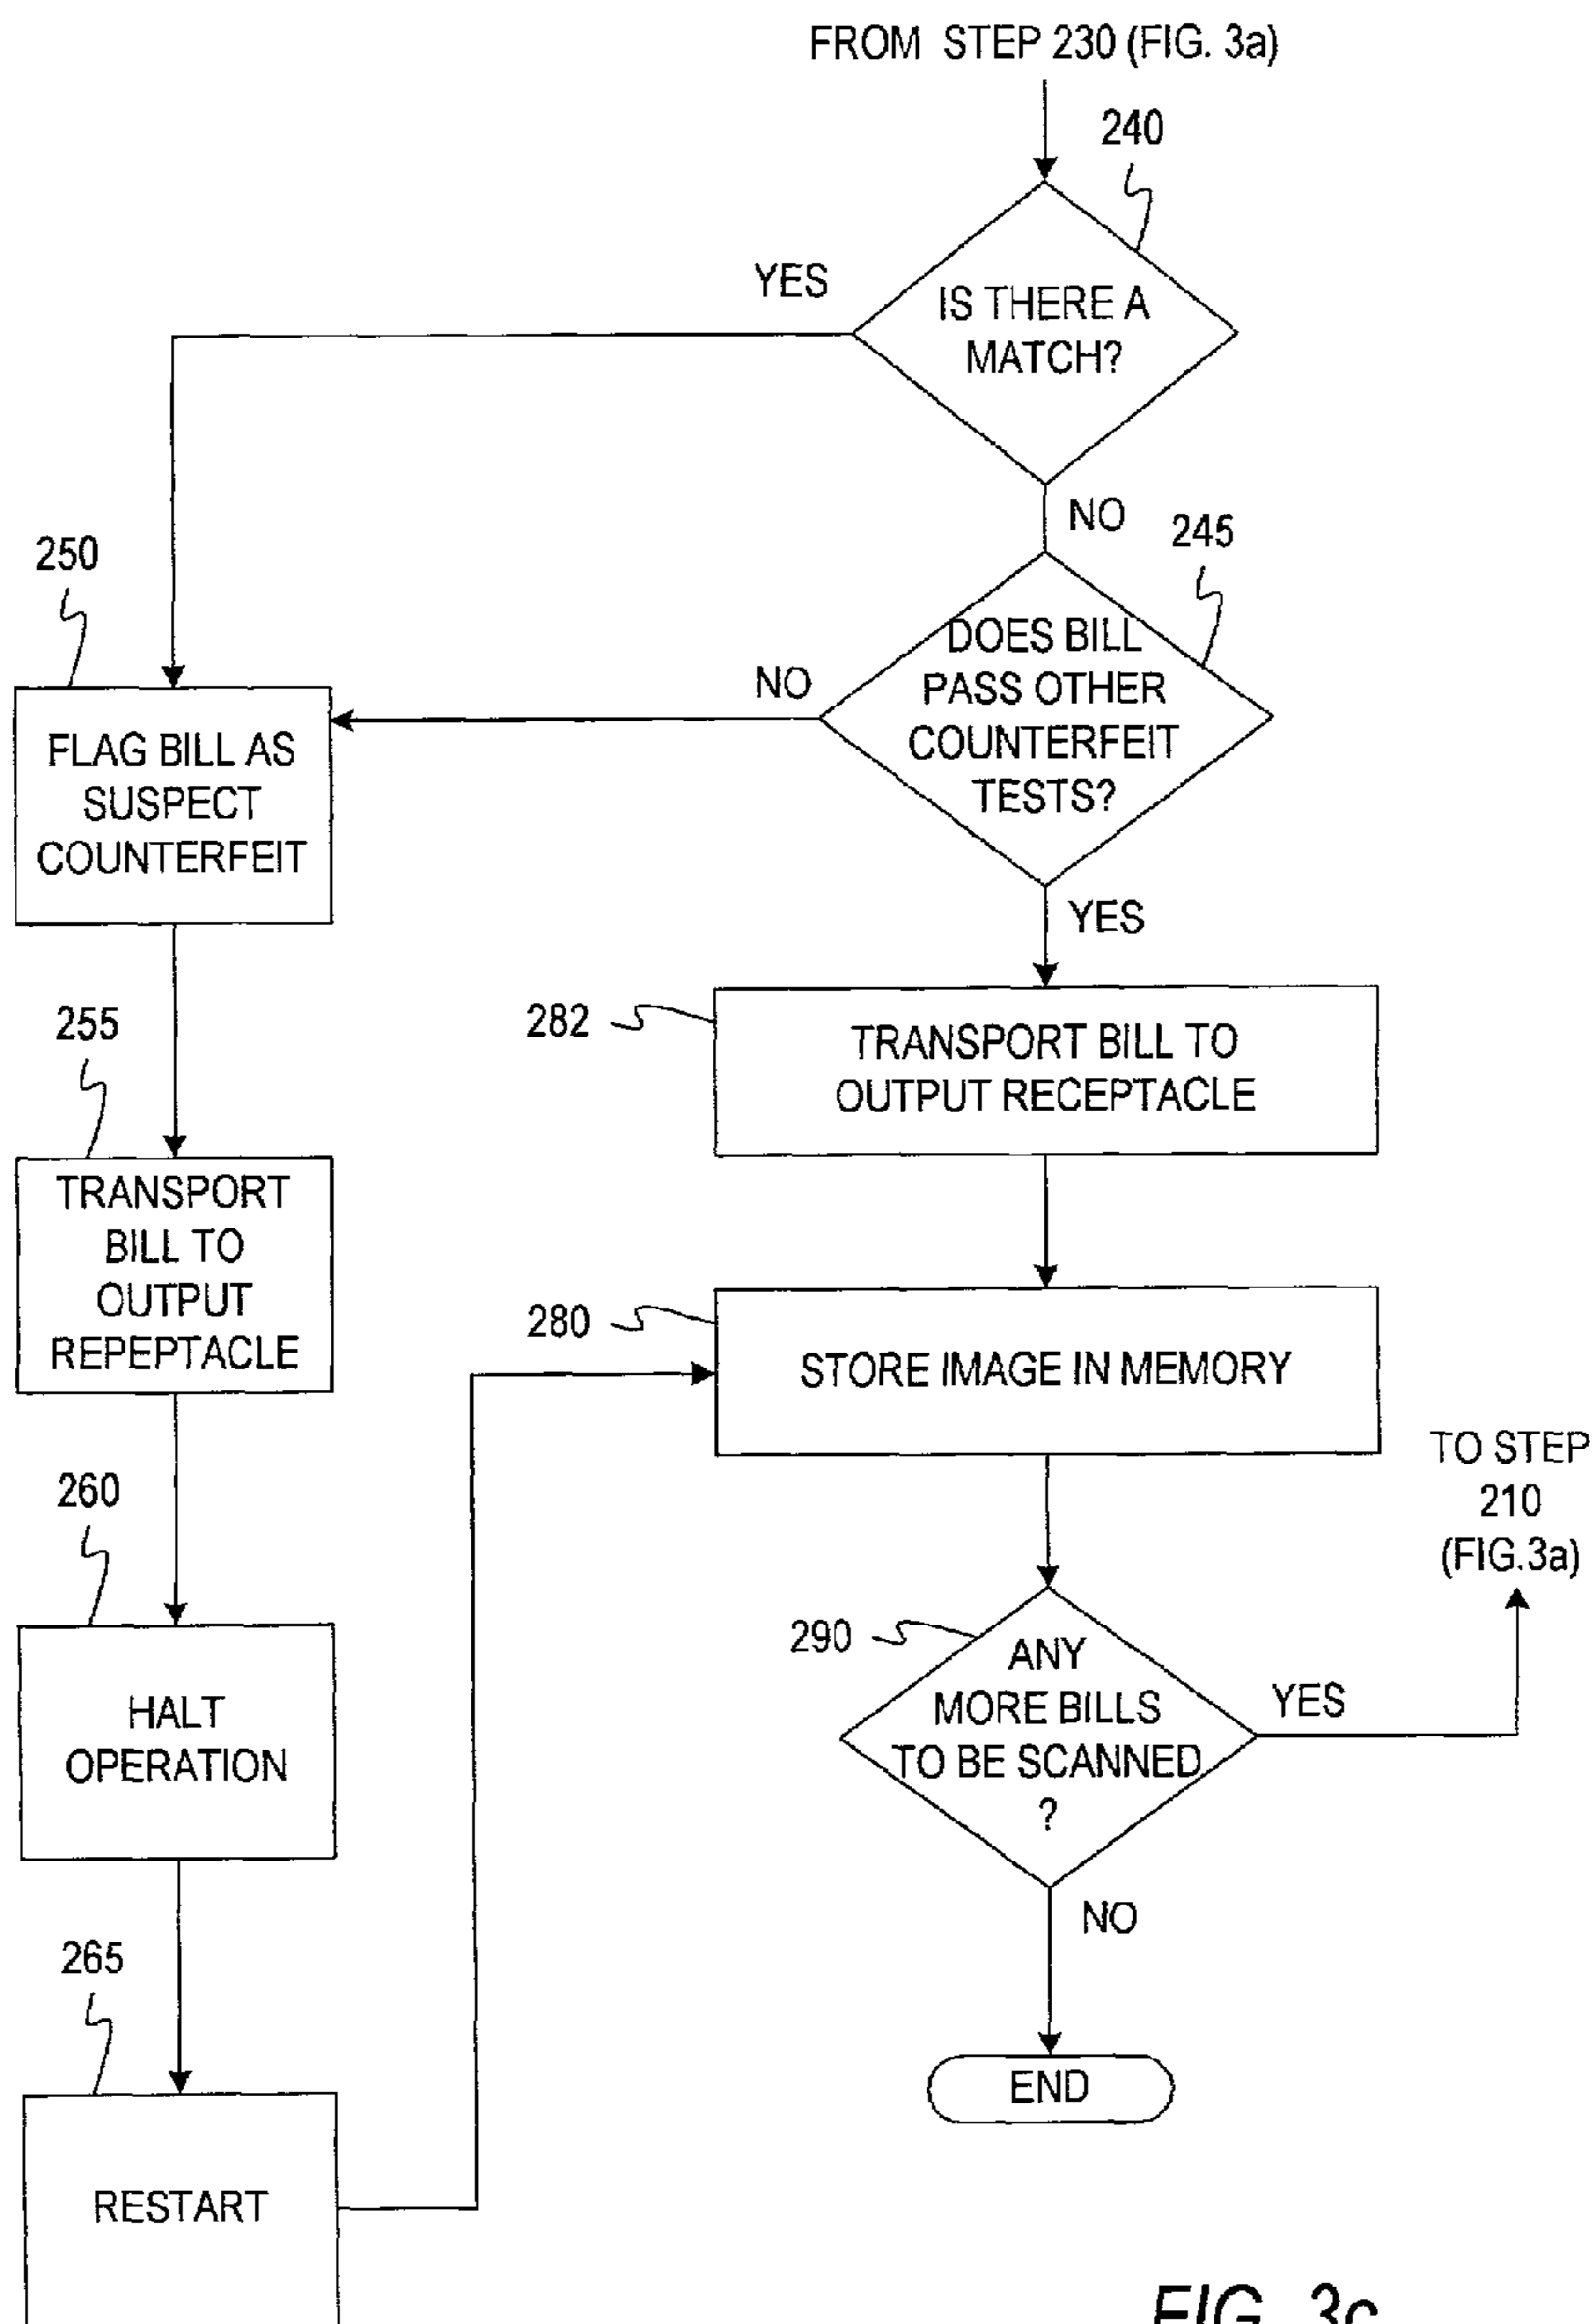 FROM STEP 230 (FIG. 3a)
240
YES
IS THERE A
MATCH?
NO
245
250
DOES BILL
PASS OTHER
COUNTERFEIT
TESTS?
NO
FLAG BILL AS
SUSPECT
COUNTERFEIT
YES
255
282
TRANSPORT BILL TO
OUTPUT RECEPTACLE
TRANSPORT
BILL TO
OUTPUT
REPEPTACLE
280
STORE IMAGE IN MEMORY
TO STEP
210
(FIG.3a)
260
290
ANY
MORE BILLS
TO BE SCANNED
?
YES
HALT
OPERATION
NO
265
END
RESTART
FIG. 3c